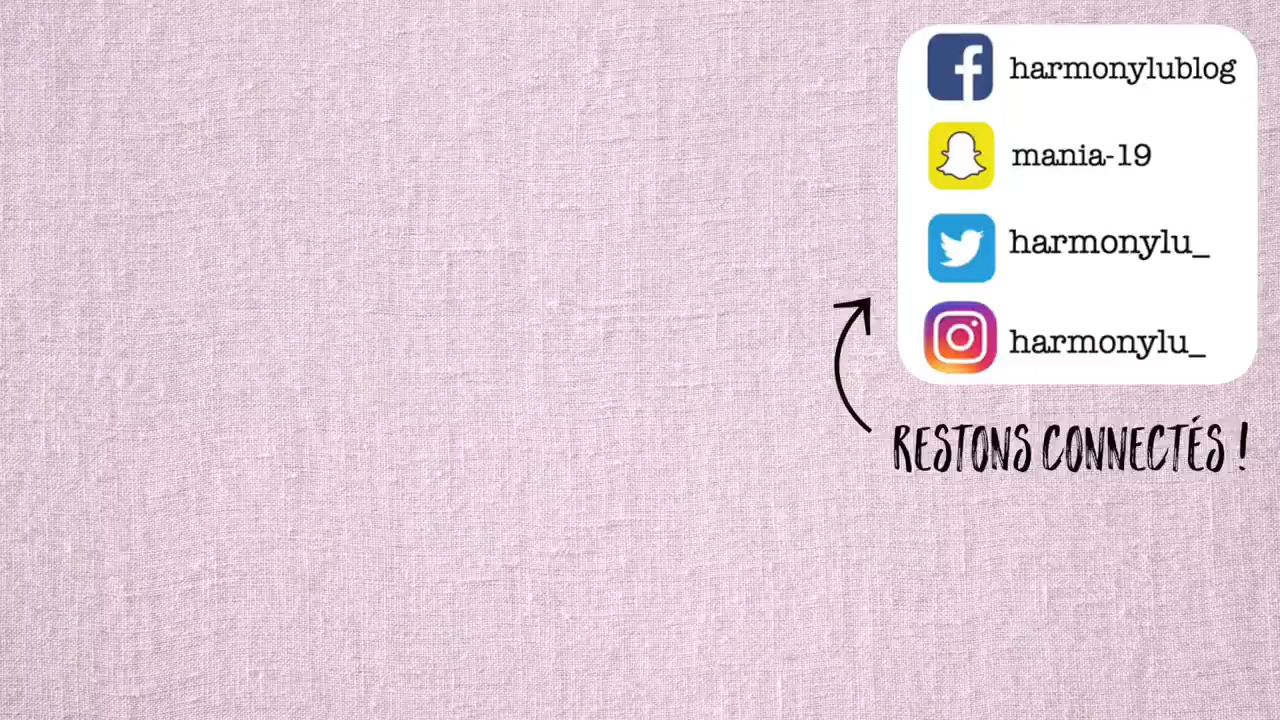 harmonylublog
mania-19
harmonylu_
harmonylu_
RESTONS CONNECTÉS !